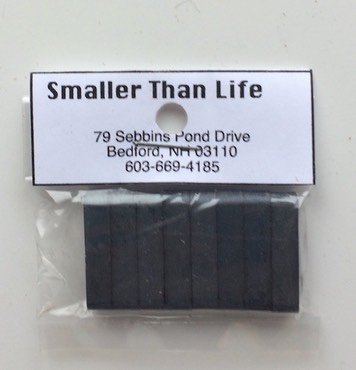 Smaller Than Life
79 Sebbins Pond Drive
Bedford, NH 03110
603-669-4185